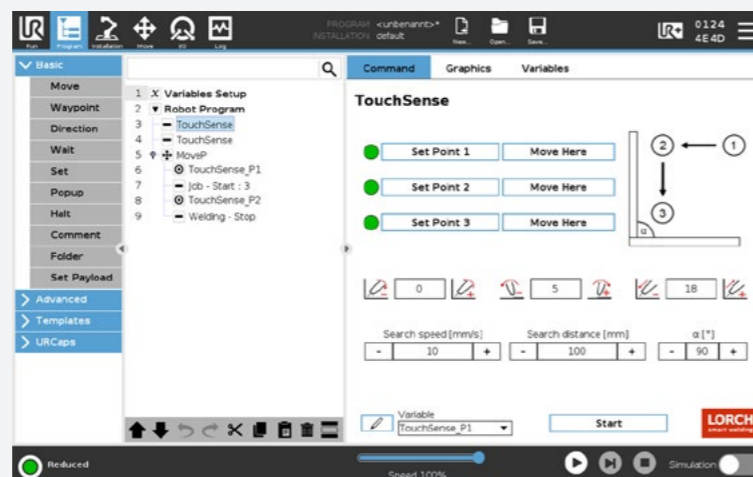 PROGRAM <unbenannt>*
INSTALLATION default
Run Program Installation Move I/O Log
New... Open... Save...
UR+
0124
4E4D
Basic
Move
Waypoint
Direction
Wait
Set
Popup
Halt
Comment
Folder
Set Payload
Advanced
Templates
URCaps
1 X Variables Setup
2 Robot Program
3 TouchSense
4 TouchSense
5 MoveP
6 TouchSense_P1
7 Job - Start : 3
8 TouchSense_P2
9 Welding - Stop
Command Graphics Variables
TouchSense
Set Point 1 Move Here
Set Point 2 Move Here
Set Point 3 Move Here
2 1
3
α
0 5 18
Search speed [mm/s] Search distance [mm] α [°]
- 10 + - 100 + - 90 +
Variable
TouchSense_P1
Start
LORCH
smart welding
Reduced
Speed 100%
Simulation